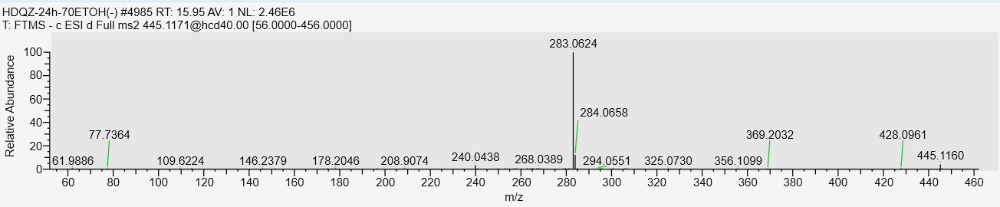 HDQZ-24h-70ETOH(-) #4985 RT: 15.95 AV: 1 NL: 2.46E6
T: FTMS - c ESI d Full ms2 445.1171@hcd40.00 [56.0000-456.0000]
283.0624
100
80
284.0658
60
40
77.7364
369.2032
428.0961
20
240.0438
445.1160
61.9886 109.6224 146.2379 178.2046 208.9074 268.0389 294.0551 325.0730 356.1099
0
60 80 100 120 140 160 180 200 220 240 260 280 300 320 340 360 380 400 420 440 460
m/z
Relative Abundance